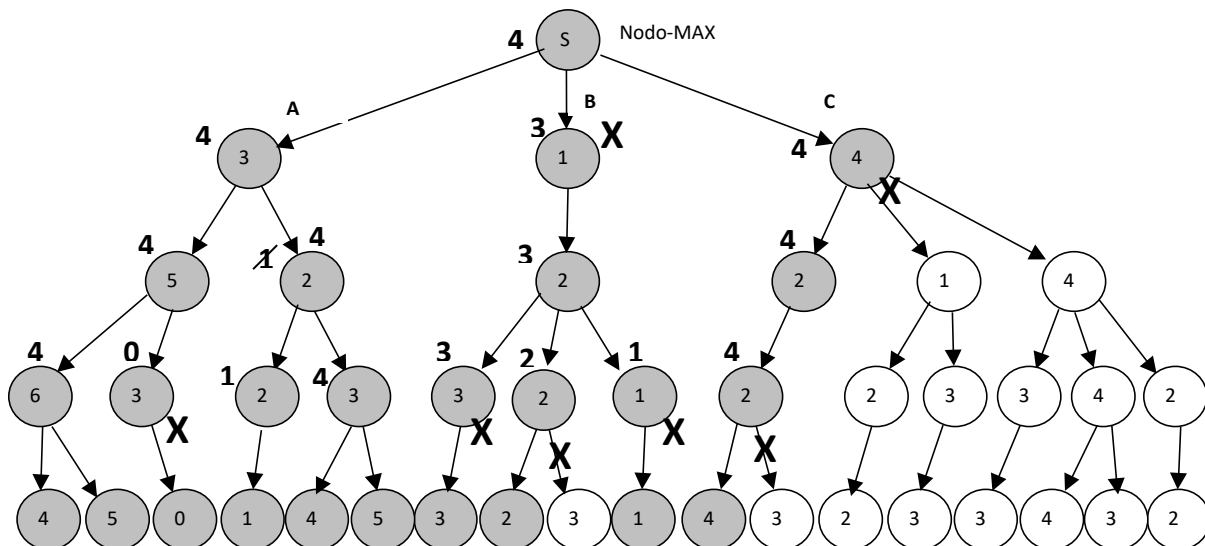 4 S Nodo-MAX
A B C
4 3 3 1 X 4 4
X
4 5 1 4 2 3 2 4 2 1 4
4 6 0 3 1 2 4 3 3 3 2 2 1 1 4 2 2 3 3 4 2
X X X X X
4 5 0 1 4 5 3 2 3 1 4 3 2 3 3 4 3 2